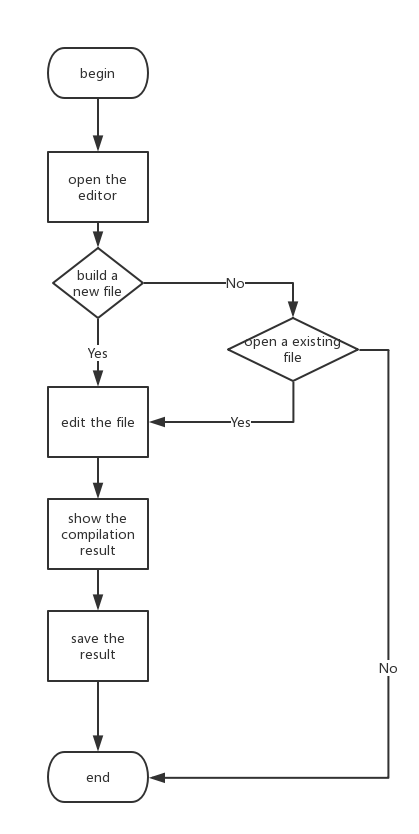 begin
open the
editor
build a
new file
No
open a existing
file
Yes
edit the file
Yes
show the
compilation
result
save the
result
No
end